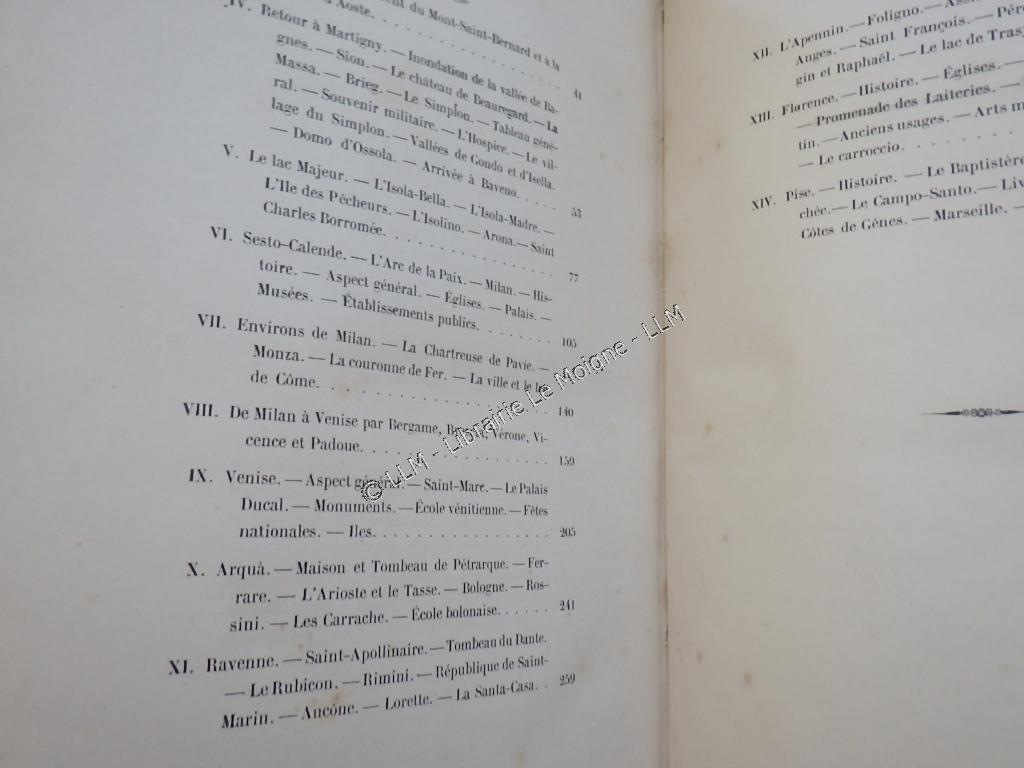 du Mont-Saint-Bernard et à la
Aoste. 41
IV. Retour à Martigny. — Inondation de la vallée de Ba-
gnes. — Sion. — Le château de Beauregard. — La
Massa. — Brieg. — Le Simplon. — Tableau géné-
ral. — Souvenir militaire. — L'Hospice. — Le vil-
lage du Simplon. — Vallées de Gondo et d'Isella.
— Domo d'Ossola. — Arrivée à Baveno. 53
V. Le lac Majeur. — L'Isola-Bella. — L'Isola-Madre. —
L'Ile des Pêcheurs. — L'Isolino. — Arona. — Saint
Charles Borromée. 77
VI. Sesto-Calende. — L'Arc de la Paix. — Milan. — His-
toire. — Aspect général. — Églises. — Palais. —
Musées. — Établissements publics. 105
VII. Environs de Milan. — La Chartreuse de Pavie. —
Monza. — La couronne de Fer. — La ville et le lac
de Côme. 140
VIII. De Milan à Venise par Bergame, Brescia, Vérone, Vi-
cence et Padoue. 159
IX. Venise. — Aspect général. — Saint-Marc. — Le Palais
Ducal. — Monuments. — École vénitienne. — Fêtes
nationales. — Iles. 205
X. Arquà. — Maison et Tombeau de Pétrarque. — Fer-
rare. — L'Arioste et le Tasse. — Bologne. — Ros-
sini. — Les Carrache. — École bolonaise. 241
XI. Ravenne. — Saint-Apollinaire. — Tombeau du Dante.
— Le Rubicon. — Rimini. — République de Saint-
Marin. — Ancône. — Lorette. — La Santa-Casa. 259
XII. L'Apennin. — Foligno. — Ass
Anges. — Saint François. — Pér
gin et Raphaël. — Le lac de Tras
XIII. Florence. — Histoire. — Églises. —
— Promenade des Laiteries. —
tin. — Anciens usages. — Arts m
— Le carroccio.
XIV. Pise. — Histoire. — Le Baptistère
chée. — Le Campo-Santo. — Liv
Côtes de Gênes. — Marseille. —
© LLM - Librairie Le Moigne - LLM